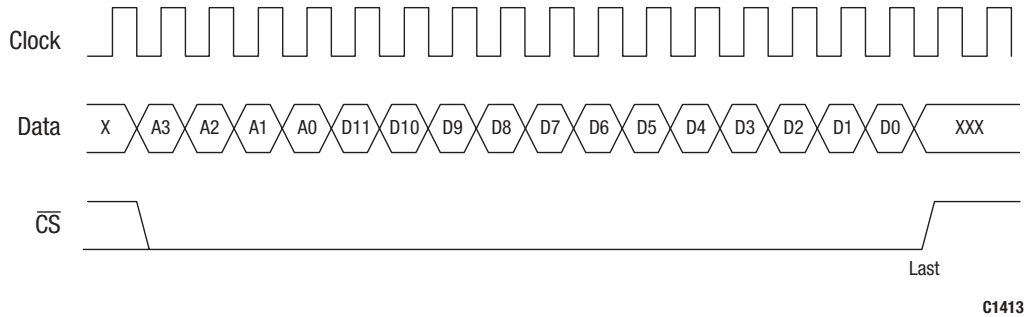 Clock
Data X A3 A2 A1 A0 D11 D10 D9 D8 D7 D6 D5 D4 D3 D2 D1 D0 XXX
C̅S̅
Last
C1413